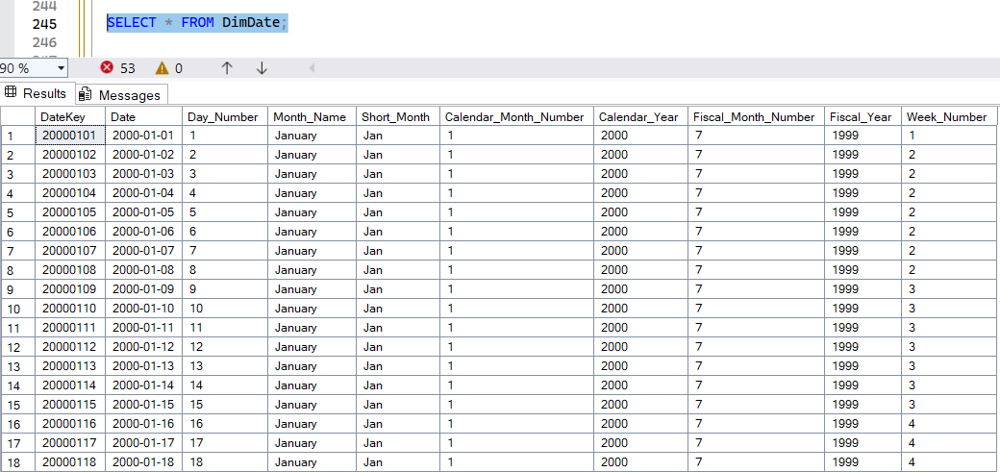 244
245 SELECT * FROM DimDate;
246
90 % 53 0
Results Messages
DateKey Date Day_Number Month_Name Short_Month Calendar_Month_Number Calendar_Year Fiscal_Month_Number Fiscal_Year Week_Number
1 20000101 2000-01-01 1 January Jan 1 2000 7 1999 1
2 20000102 2000-01-02 2 January Jan 1 2000 7 1999 2
3 20000103 2000-01-03 3 January Jan 1 2000 7 1999 2
4 20000104 2000-01-04 4 January Jan 1 2000 7 1999 2
5 20000105 2000-01-05 5 January Jan 1 2000 7 1999 2
6 20000106 2000-01-06 6 January Jan 1 2000 7 1999 2
7 20000107 2000-01-07 7 January Jan 1 2000 7 1999 2
8 20000108 2000-01-08 8 January Jan 1 2000 7 1999 2
9 20000109 2000-01-09 9 January Jan 1 2000 7 1999 3
10 20000110 2000-01-10 10 January Jan 1 2000 7 1999 3
11 20000111 2000-01-11 11 January Jan 1 2000 7 1999 3
12 20000112 2000-01-12 12 January Jan 1 2000 7 1999 3
13 20000113 2000-01-13 13 January Jan 1 2000 7 1999 3
14 20000114 2000-01-14 14 January Jan 1 2000 7 1999 3
15 20000115 2000-01-15 15 January Jan 1 2000 7 1999 3
16 20000116 2000-01-16 16 January Jan 1 2000 7 1999 4
17 20000117 2000-01-17 17 January Jan 1 2000 7 1999 4
18 20000118 2000-01-18 18 January Jan 1 2000 7 1999 4